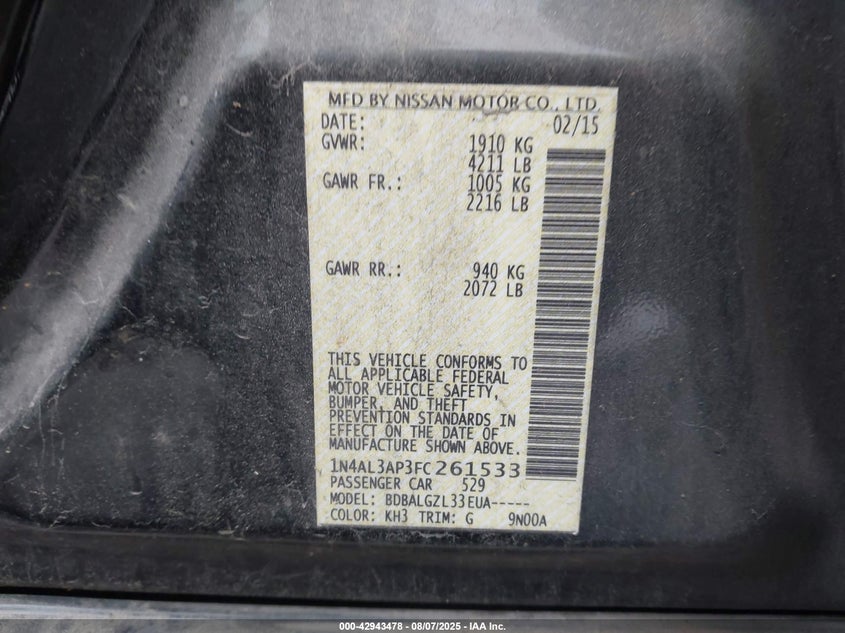 MFD BY NISSAN MOTOR CO., LTD.
DATE: 02/15
GVWR: 1910 KG
4211 LB
GAWR FR.: 1005 KG
2216 LB
GAWR RR.: 940 KG
2072 LB
THIS VEHICLE CONFORMS TO
ALL APPLICABLE FEDERAL
MOTOR VEHICLE SAFETY,
BUMPER, AND THEFT
PREVENTION STANDARDS IN
EFFECT ON THE DATE OF
MANUFACTURE SHOWN ABOVE.
1N4AL3AP3FC261533
PASSENGER CAR 529
MODEL: BDBALGZL33EUA-----
COLOR: KH3 TRIM: G 9N00A
000-42943478 - 08/07/2025 - IAA Inc.